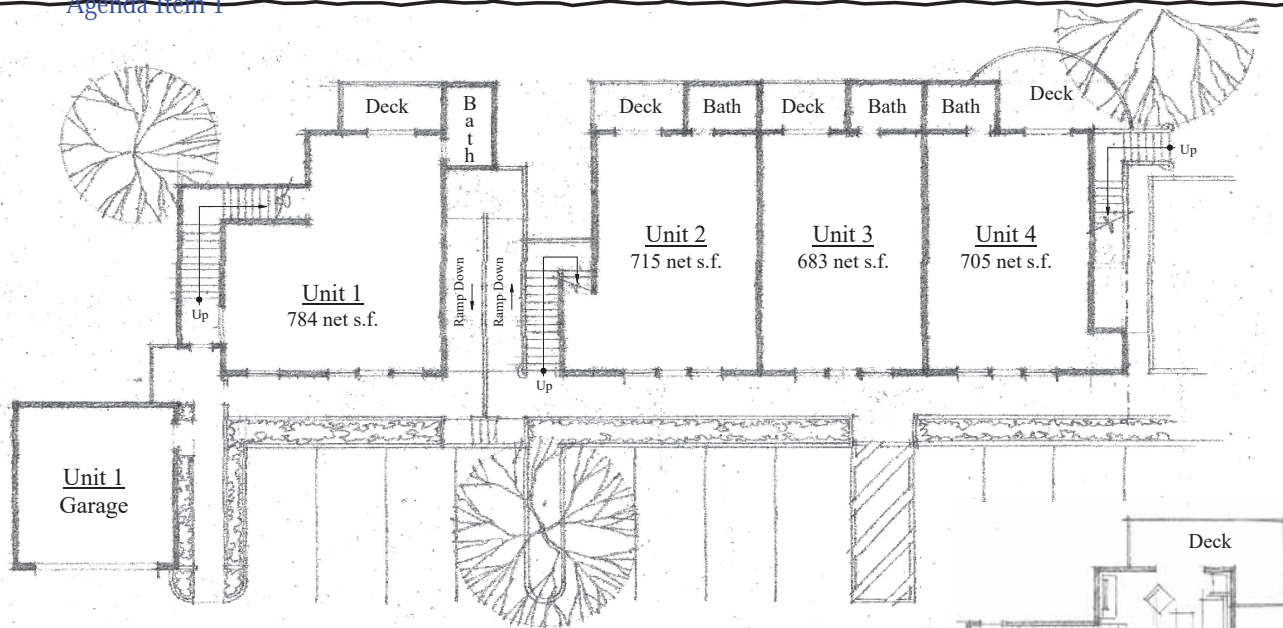 Agenda Item 1
Deck
Bath
Deck
Bath
Deck
Bath
Bath
Deck
Up
Unit 2
715 net s.f.
Unit 3
683 net s.f.
Unit 4
705 net s.f.
Unit 1
784 net s.f.
Up
Ramp Down
Ramp Down
Up
Unit 1
Garage
Deck